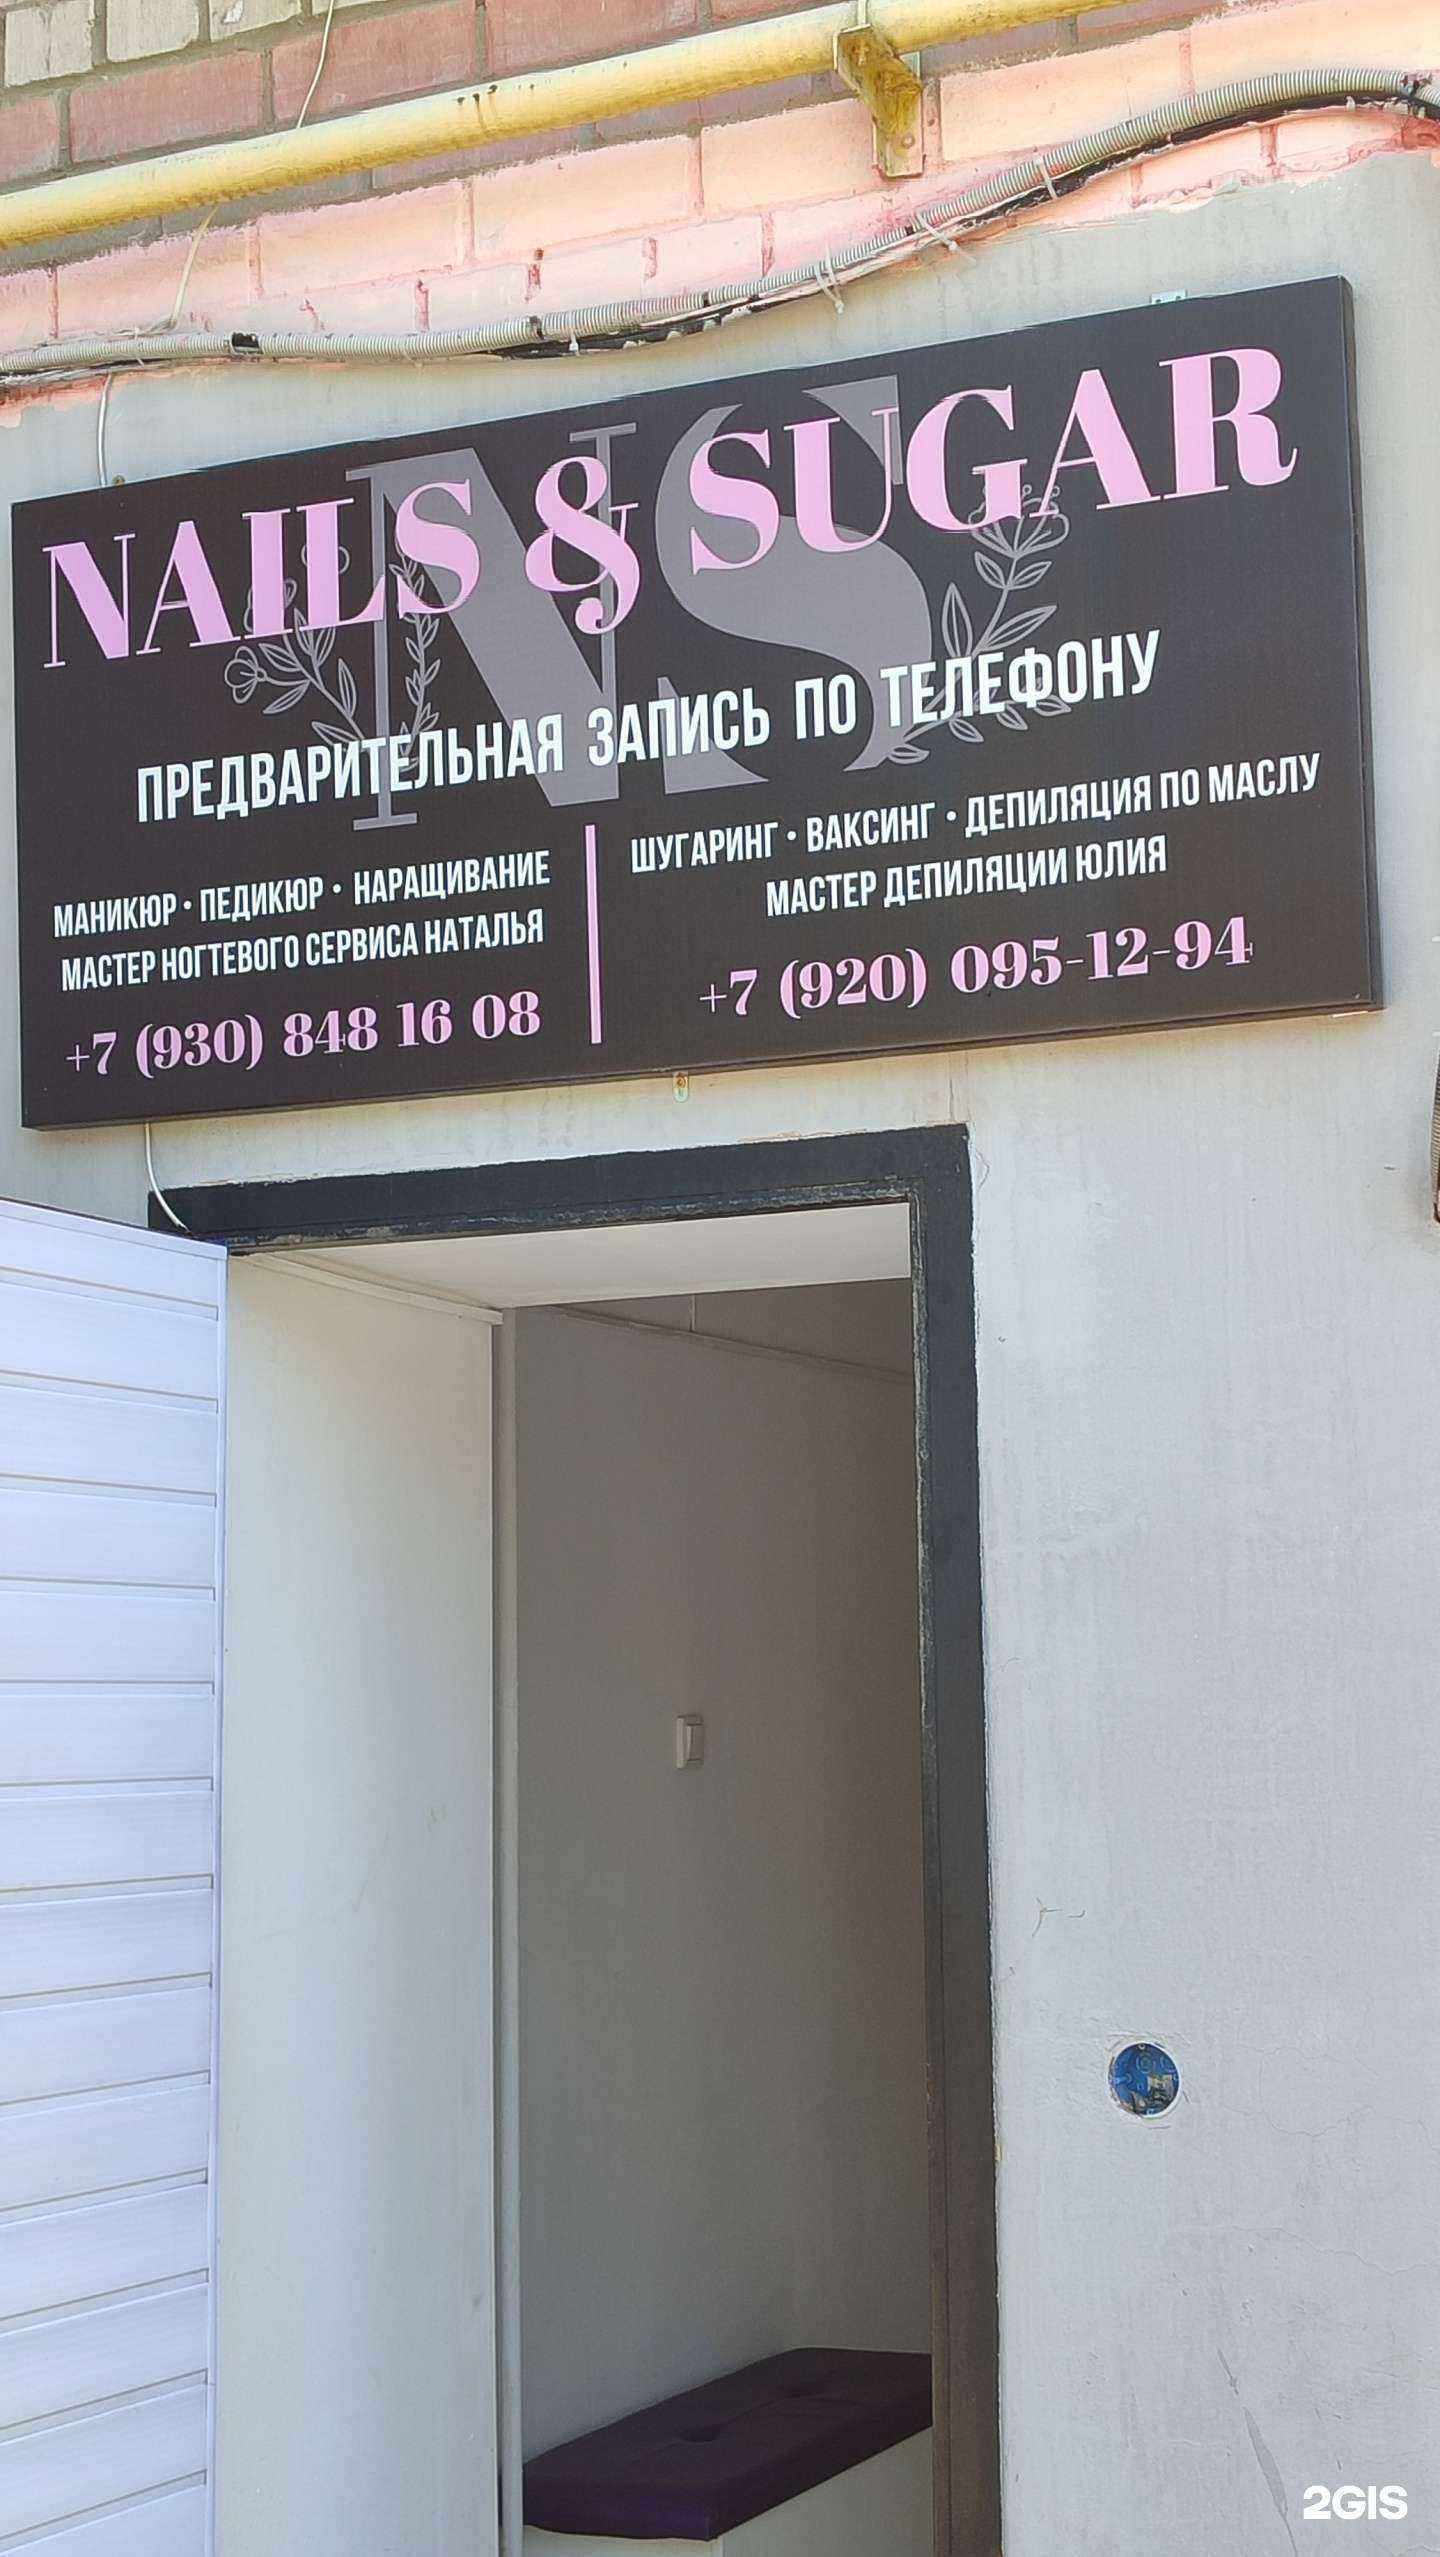 NAILS & SUGAR
NS
ПРЕДВАРИТЕЛЬНАЯ ЗАПИСЬ ПО ТЕЛЕФОНУ
МАНИКЮР • ПЕДИКЮР • НАРАЩИВАНИЕ
МАСТЕР НОГТЕВОГО СЕРВИСА НАТАЛЬЯ
+7 (930) 848 16 08
ШУГАРИНГ • ВАКСИНГ • ДЕПИЛЯЦИЯ ПО МАСЛУ
МАСТЕР ДЕПИЛЯЦИИ ЮЛИЯ
+7 (920) 095-12-94
2GIS